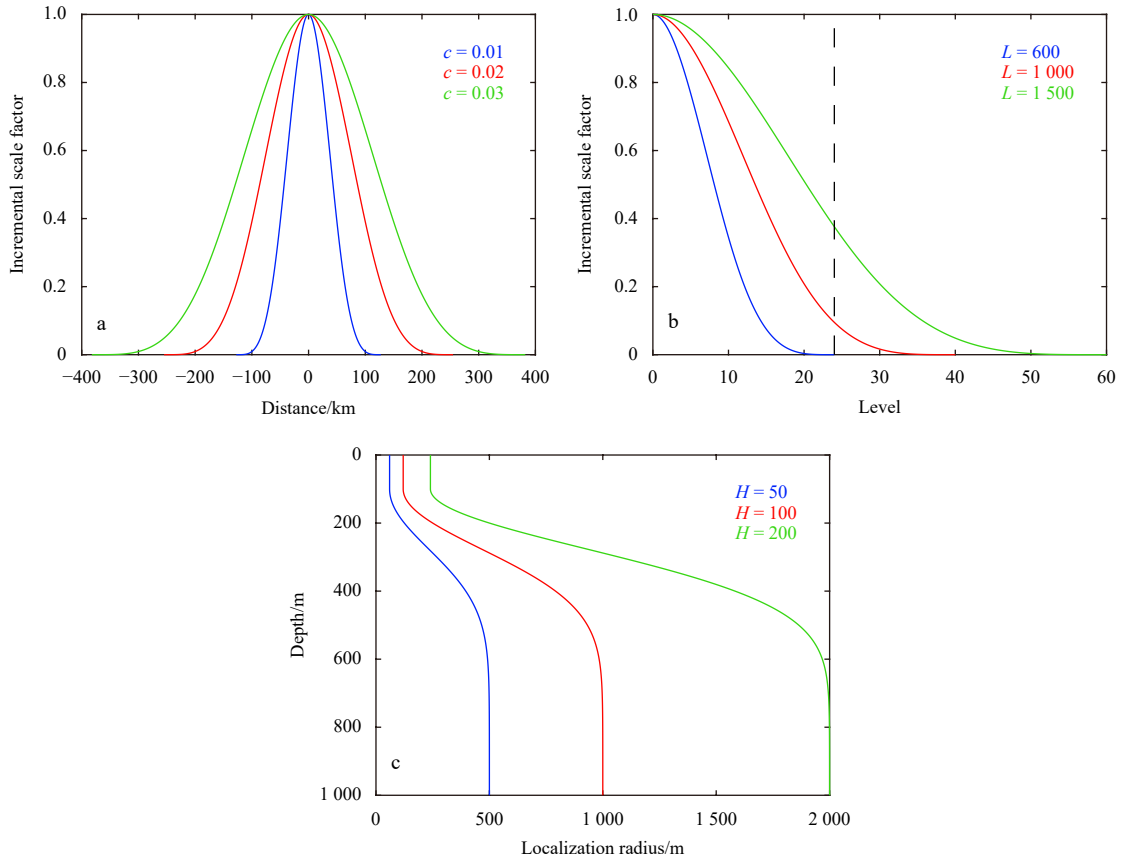 1.0
0.8
0.6
0.4
0.2
0
Incremental scale factor
c = 0.01
c = 0.02
c = 0.03
a
−400 −300 −200 −100 0 100 200 300 400
Distance/km
1.0
0.8
0.6
0.4
0.2
0
Incremental scale factor
L = 600
L = 1 000
L = 1 500
b
0 10 20 30 40 50 60
Level
0
200
400
600
800
1 000
Depth/m
H = 50
H = 100
H = 200
c
0 500 1 000 1 500 2 000
Localization radius/m